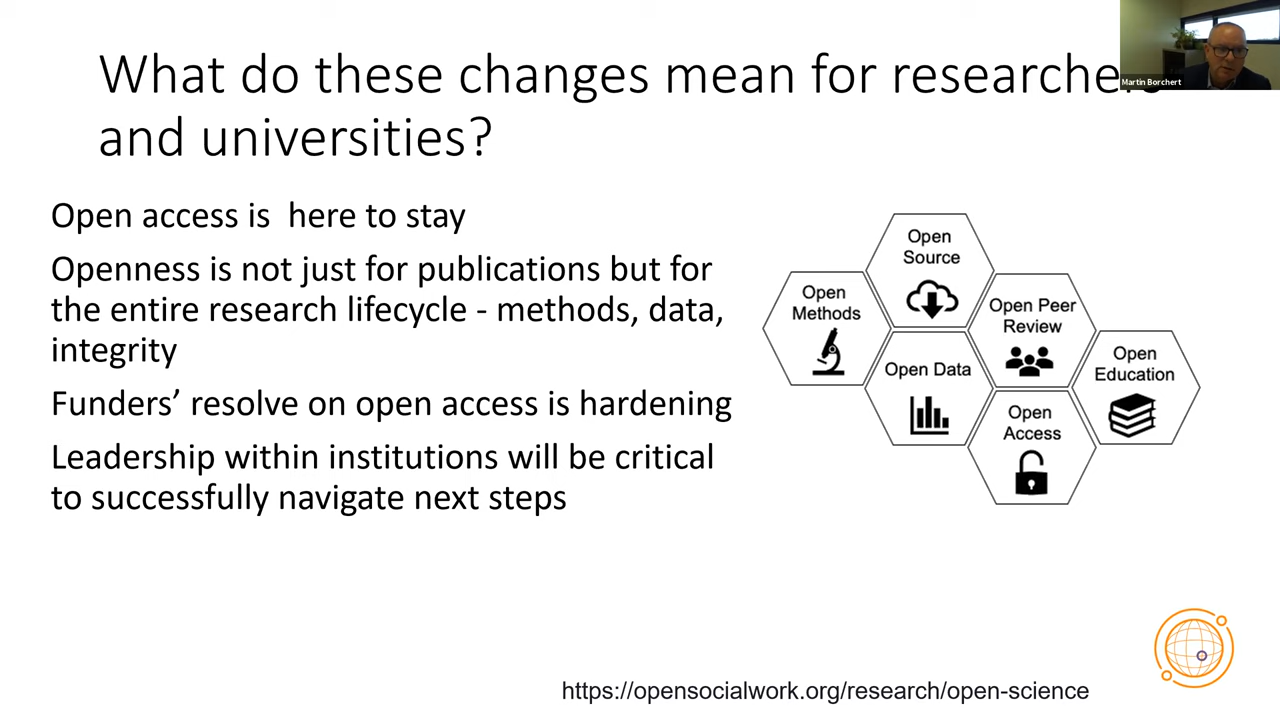 What do these changes mean for researchers
and universities?
Martin Borchert
Open access is  here to stay
Openness is not just for publications but for
the entire research lifecycle - methods, data,
integrity
Funders’ resolve on open access is hardening
Leadership within institutions will be critical
to successfully navigate next steps
Open
Source
Open
Methods
Open Peer
Review
Open Data
Open
Education
Open
Access
https://opensocialwork.org/research/open-science